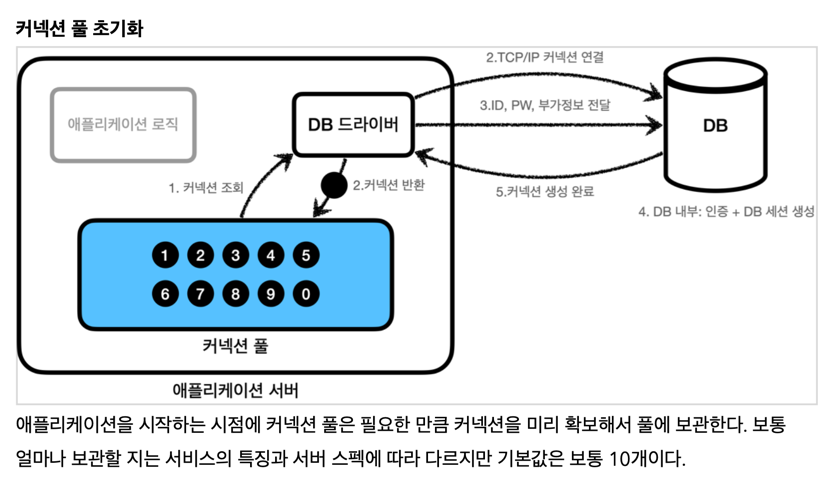 커넥션 풀 초기화
2.TCP/IP 커넥션 연결
애플리케이션 로직
DB 드라이버
3.ID, PW, 부가정보 전달
DB
1. 커넥션 조회
2.커넥션 반환
5.커넥션 생성 완료
4. DB 내부: 인증 + DB 세션 생성
1 2 3 4 5
6 7 8 9 0
커넥션 풀
애플리케이션 서버
애플리케이션을 시작하는 시점에 커넥션 풀은 필요한 만큼 커넥션을 미리 확보해서 풀에 보관한다. 보통
얼마나 보관할 지는 서비스의 특징과 서버 스펙에 따라 다르지만 기본값은 보통 10개이다.